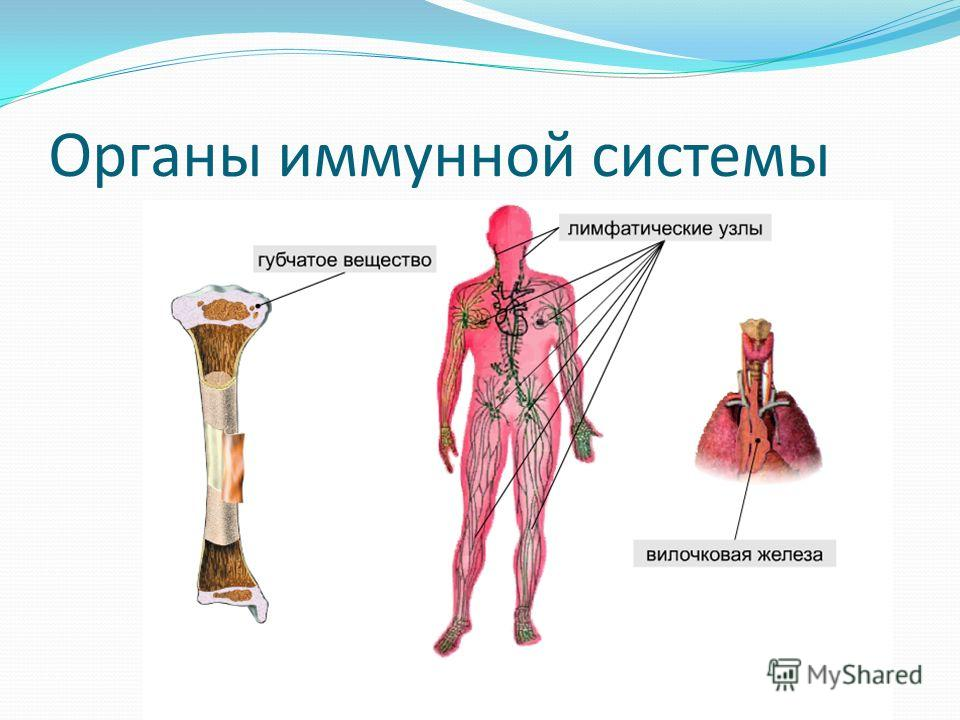 Органы иммунной системы
лимфатические узлы
губчатое вещество
вилочковая железа
MyShared